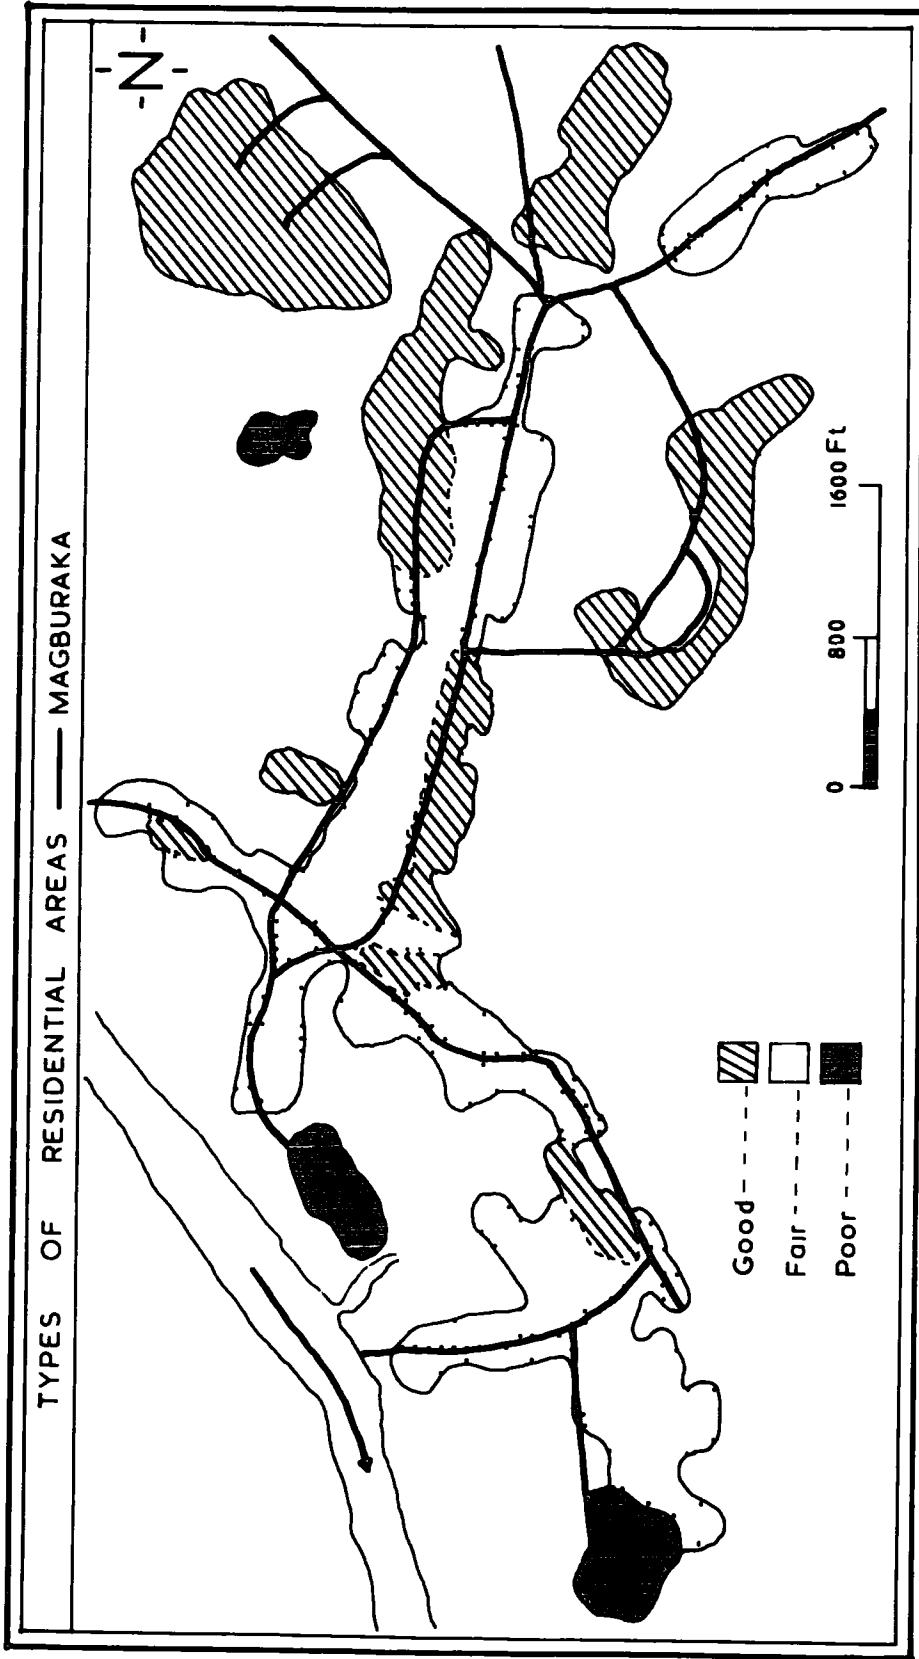 TYPES OF RESIDENTIAL AREAS — MAGBURAKA
N
Good
Fair
Poor
0 800 1600 Ft